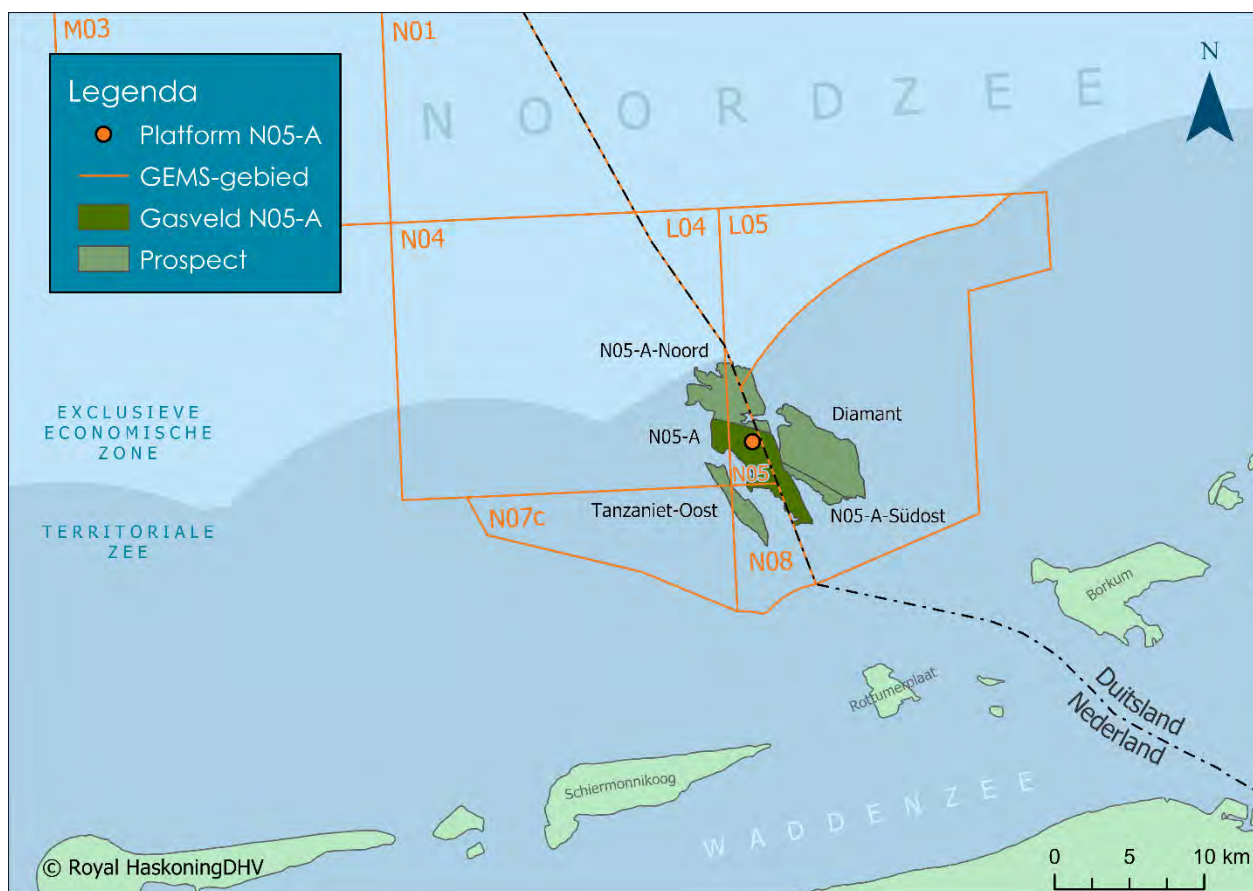 M03
N01
N
Legenda
Platform N05-A
GEMS-gebied
Gasveld N05-A
Prospect
NOORDZEE
N04
L04
L05
N05-A-Noord
Diamant
N05-A
N05
EXCLUSIEVE
ECONOMISCHE
ZONE
TERRITORIALE
ZEE
N07c
Tanzaniet-Oost
N05-A-Südost
N08
Borkum
Rottumerplaat
Duitsland
Nederland
Schiermonnikoog
WADDENZEE
© Royal HaskoningDHV
0 5 10 km